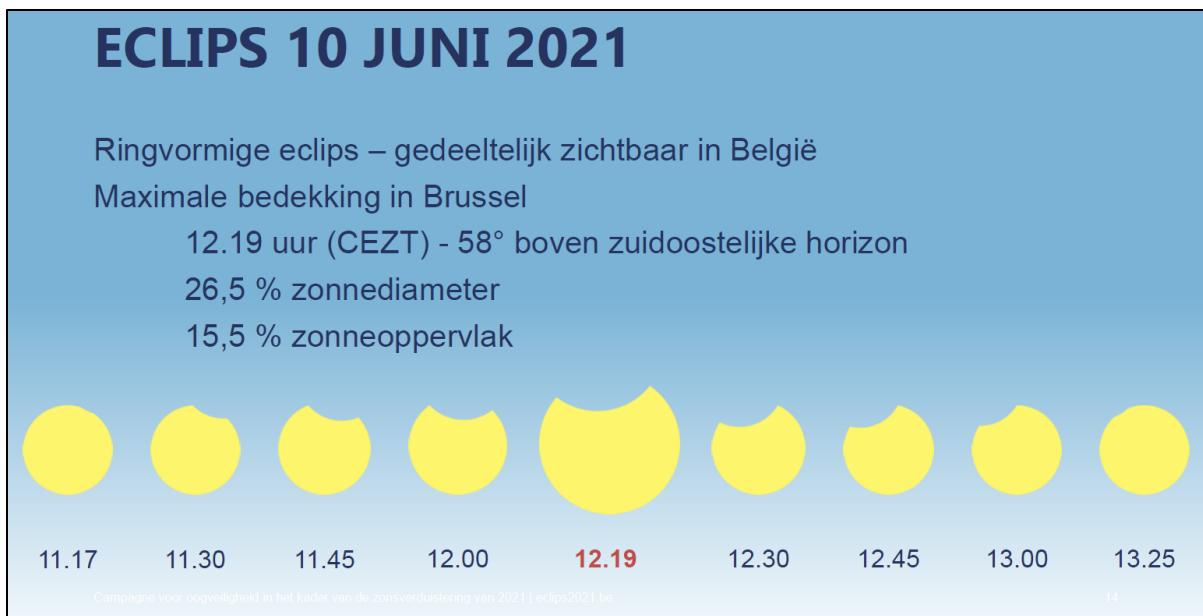 ECLIPS 10 JUNI 2021
Ringvormige eclips – gedeeltelijk zichtbaar in België
Maximale bedekking in Brussel
12.19 uur (CEZT) - 58° boven zuidoostelijke horizon
26,5 % zonnediameter
15,5 % zonneoppervlak
11.17 11.30 11.45 12.00 12.19 12.30 12.45 13.00 13.25
Campagne voor oogveiligheid in het kader van de zonsverduistering van 2021 | eclips2021.be 14